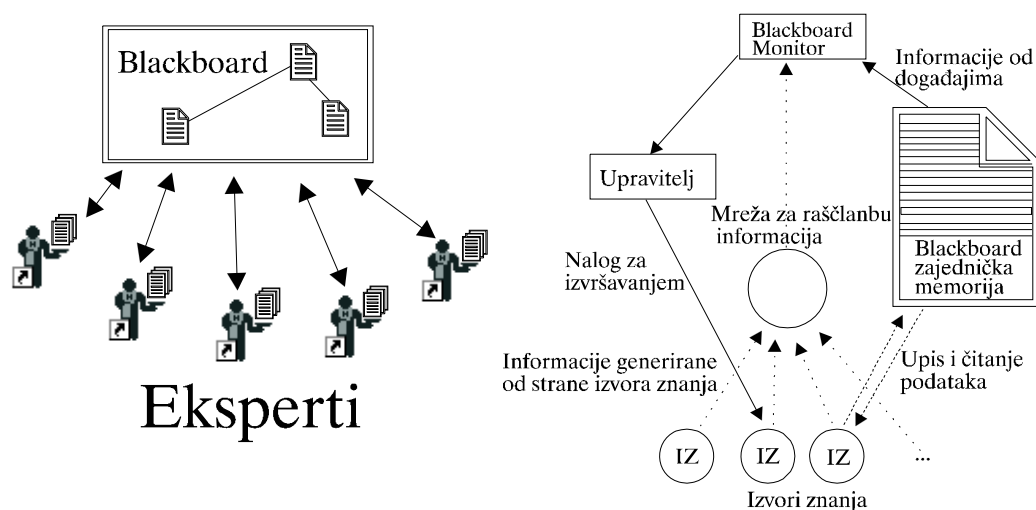 Blackboard
Eksperti
Blackboard
Monitor
Informacije od
događajima
Upravitelj
Mreža za raščlanbu
informacija
Blackboard
zajednička
memorija
Nalog za
izvršavanjem
Informacije generirane
od strane izvora znanja
Upis i čitanje
podataka
IZ
IZ
IZ
...
Izvori znanja